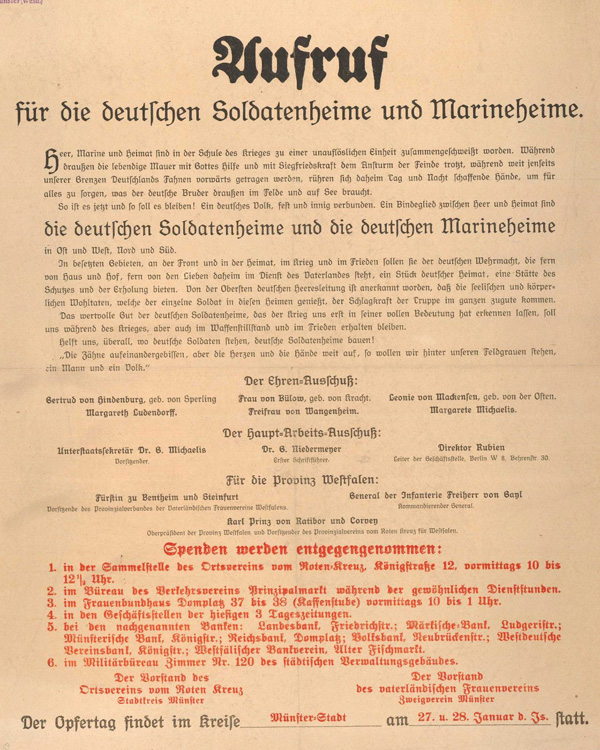 Aufruf
für die deutschen Soldatenheime und Marineheime.
Heer, Marine und Heimat sind in der Schule des Krieges zu einer unauflöslichen Einheit zusammengeschweißt worden. Während
draußen die lebendige Mauer mit Gottes Hilfe und mit Siegfriedskraft dem Ansturm der Feinde trotzt, während weit jenseits
unserer Grenzen Deutschlands Fahnen vorwärts getragen werden, rühren sich daheim Tag und Nacht schaffende Hände, um für
alles zu sorgen, was der deutsche Bruder draußen im Felde und auf See braucht.
So ist es jetzt und so soll es bleiben! Ein deutsches Volk, fest und innig verbunden. Ein Bindeglied zwischen Heer und Heimat sind
die deutschen Soldatenheime und die deutschen Marineheime
in Ost und West, Nord und Süd.
In besetzten Gebieten, an der Front und in der Heimat, im Krieg und im Frieden sollen sie der deutschen Wehrmacht, die fern
von Haus und Hof, fern von den Lieben daheim im Dienst des Vaterlandes steht, ein Stück deutscher Heimat, eine Stätte des
Schutzes und der Erholung bieten. Von der Obersten deutschen Heeresleitung ist anerkannt worden, daß die seelischen und körper-
lichen Wohltaten, welche der einzelne Soldat in diesen Heimen genießt, der Schlagkraft der Truppe im ganzen zugute kommen.
Das wertvolle Gut der deutschen Soldatenheime, das der Krieg uns erst in seiner vollen Bedeutung hat erkennen lassen, soll
uns während des Krieges, aber auch im Waffenstillstand und im Frieden erhalten bleiben.
Helft uns, überall, wo deutsche Soldaten stehen, deutsche Soldatenheime bauen!
„Die Zähne aufeinandergebissen, aber die Herzen und die Hände weit auf, so wollen wir hinter unseren Feldgrauen stehen,
ein Mann und ein Volk.“
Der Ehren-Ausschuß:
Gertrud von Hindenburg, geb. von Sperling
Frau von Bülow, geb. von Kracht.
Leonie von Mackensen, geb. von der Osten.
Margareth Ludendorff.
Freifrau von Wangenheim.
Margarete Michaelis.
Der Haupt-Arbeits-Ausschuß:
Unterstaatssekretär Dr. G. Michaelis
Dr. G. Niedermeyer
Direktor Rubien
Vorsitzender.
Erster Schriftführer.
Leiter der Geschäftsstelle, Berlin W 8, Behrenstr. 30.
Für die Provinz Westfalen:
Fürstin zu Bentheim und Steinfurt
General der Infanterie Freiherr von Gayl
Vorsitzende des Provinzialverbandes der Vaterländischen Frauenvereins Westfalens.
Kommandierender General.
Karl Prinz von Ratibor und Corvey
Oberpräsident der Provinz Westfalen und Vorsitzender des Provinzialvereins vom Roten Kreuz für Westfalen.
Spenden werden entgegengenommen:
1. in der Sammelstelle des Ortsvereins vom Roten-Kreuz, Königstraße 12, vormittags 10 bis
12½ Uhr.
2. im Büreau des Verkehrsvereins Prinzipalmarkt während der gewöhnlichen Dienststunden.
3. im Frauenbundhaus Domplatz 37 bis 38 (Kaffenstube) vormittags 10 bis 1 Uhr.
4. in den Geschäftsstellen der hiesigen 3 Tageszeitungen.
5. bei den nachgenannten Banken: Landesbank, Friedrichstr.; Märkische-Bank, Ludgeristr.;
Münsterische Bank, Königstr.; Reichsbank, Domplatz; Volksbank, Neubrückenstr.; Westdeutsche
Vereinsbank, Königstr.; Westfälischer Bankverein, Alter Fischmarkt.
6. im Militärbüreau Zimmer Nr. 120 des städtischen Verwaltungsgebäudes.
Der Vorstand des
Ortsvereins vom Roten Kreuz
Stadtkreis Münster
Der Vorstand
des vaterländischen Frauenvereins
Zweigverein Münster
Der Opfertag findet im Kreise Münster-Stadt am 27. u. 28. Januar d. Js. statt.